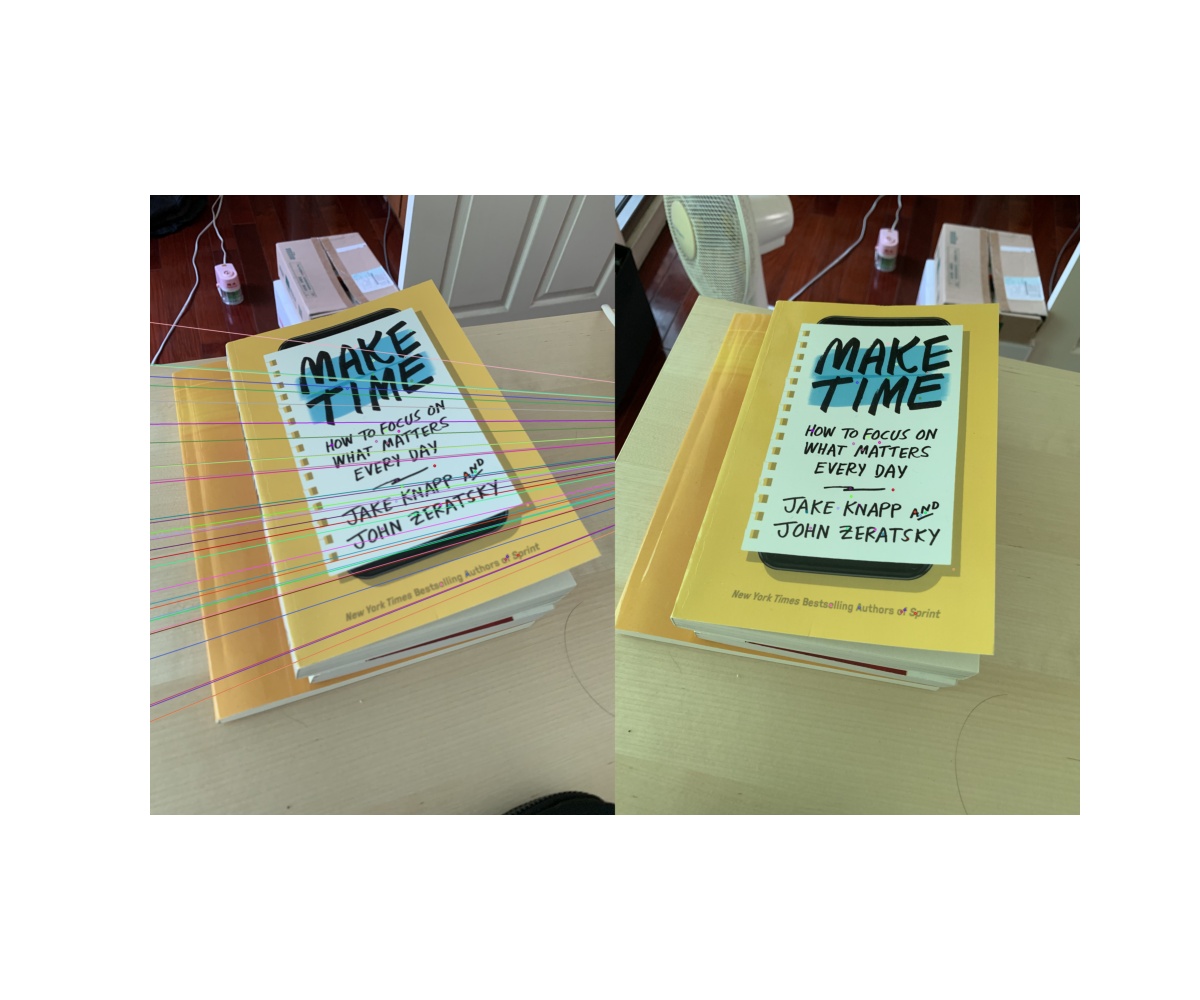 MAKE
TIME
HOW TO FOCUS ON
WHAT MATTERS
EVERY DAY
JAKE KNAPP AND
JOHN ZERATSKY
New York Times Bestselling Authors of Sprint
MAKE
TIME
HOW TO FOCUS ON
WHAT MATTERS
EVERY DAY
JAKE KNAPP AND
JOHN ZERATSKY
New York Times Bestselling Authors of Sprint